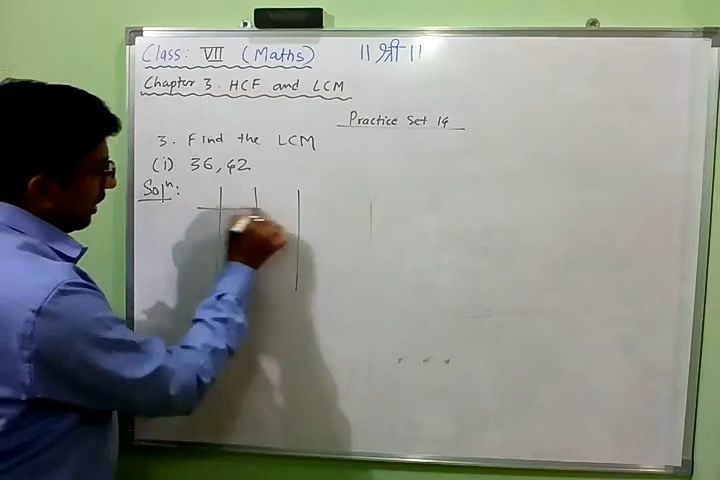 Class: VII (Maths) || श्री ||
Chapter 3. HCF and LCM
Practice Set 14
3. Find the LCM
(i) 36, 42
Solⁿ: